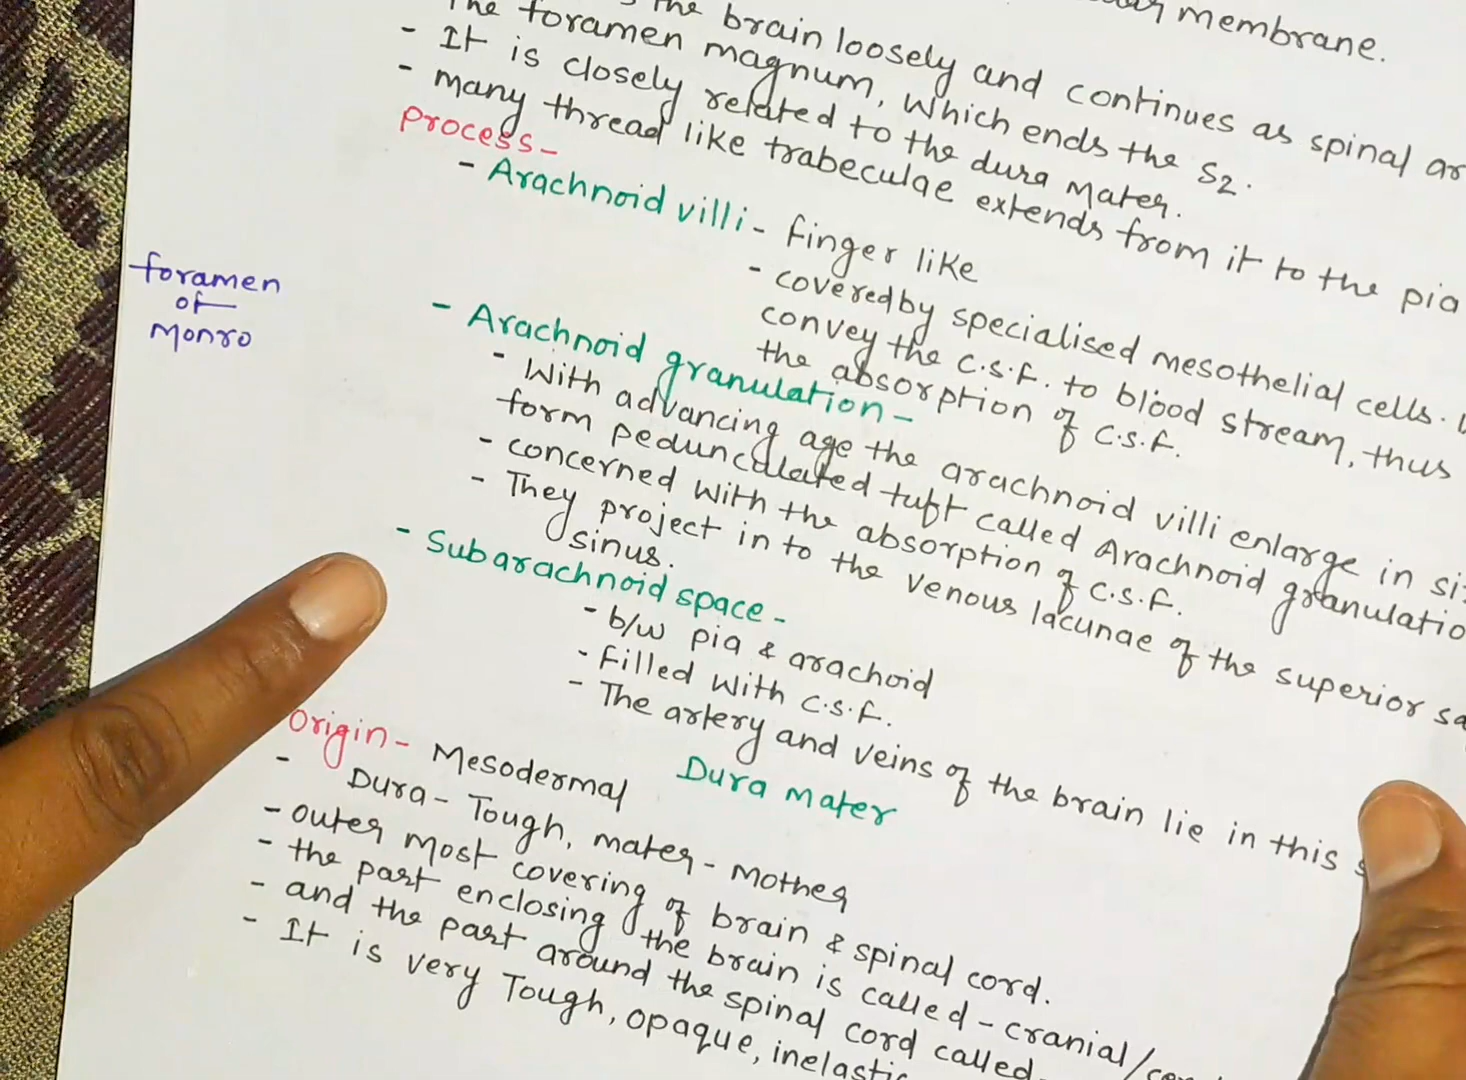 membrane.
the brain loosely and continues as spinal
The foramen magnum, which ends the S2.
- It is closely related to the dura mater.
- many thread like trabeculae extends from it to the pia
Process-
- Arachnoid villi - finger like
- covered by specialised mesothelial cells.
convey the c.s.f. to blood stream, thus
the absorption of c.s.f.
foramen
of
Monro
- Arachnoid granulation -
- With advancing age the arachnoid villi enlarge in
form pedunculated tuft called Arachnoid granulatio
- concerned with the absorption of c.s.f.
- They project in to the venous lacunae of the superior sa
sinus.
- Subarachnoid space -
- b/w pia & arachoid
- Filled with c.s.f.
- The artery and veins of the brain lie in this
Origin - Mesodermal
Dura mater
- Dura - Tough, mater - mother
- outer most covering of brain & spinal cord.
- the part enclosing the brain is called - cranial/
- and the part around the spinal cord called
- It is very Tough, opaque, inelastic